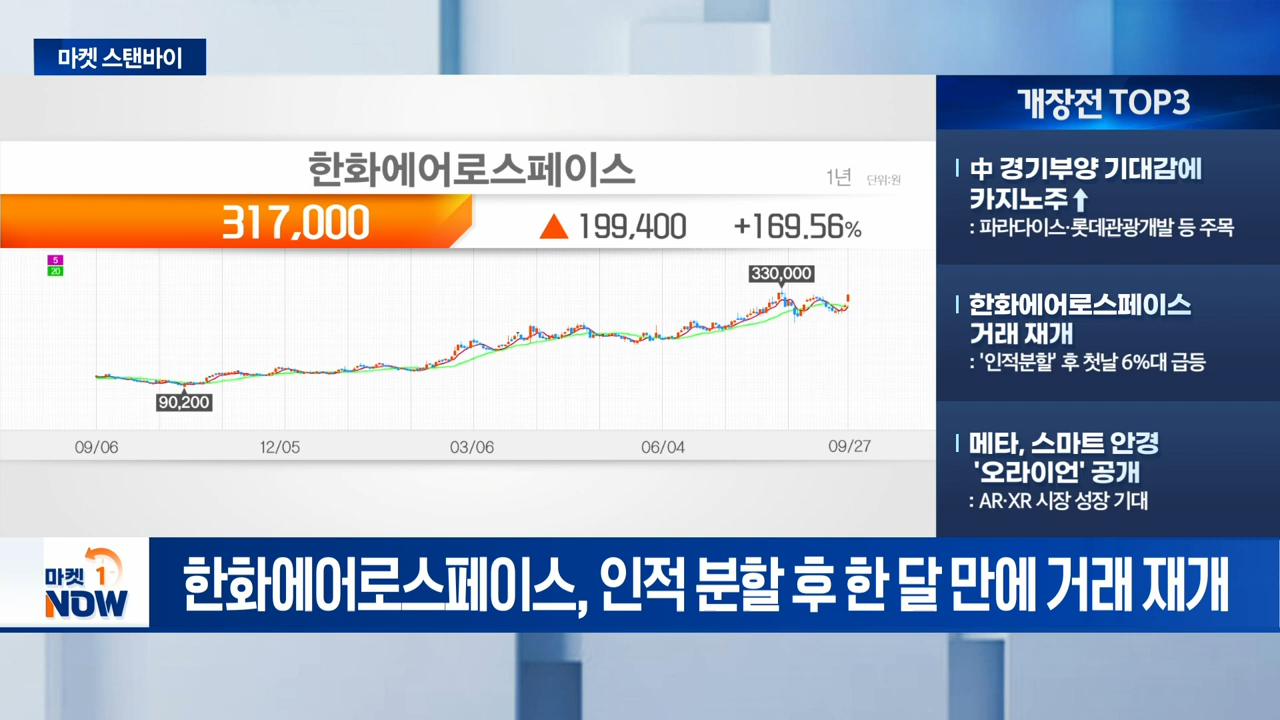 마켓 스탠바이
한화에어로스페이스
1년 단위:원
317,000 ▲ 199,400 +169.56%
5
20
330,000
90,200
09/06 12/05 03/06 06/04 09/27
개장전 TOP3
中 경기부양 기대감에
카지노주↑
: 파라다이스·롯데관광개발 등 주목
한화에어로스페이스
거래 재개
: '인적분할' 후 첫날 6%대 급등
메타, 스마트 안경
'오라이언' 공개
: AR·XR 시장 성장 기대
마켓 1
NOW
한화에어로스페이스, 인적 분할 후 한 달 만에 거래 재개